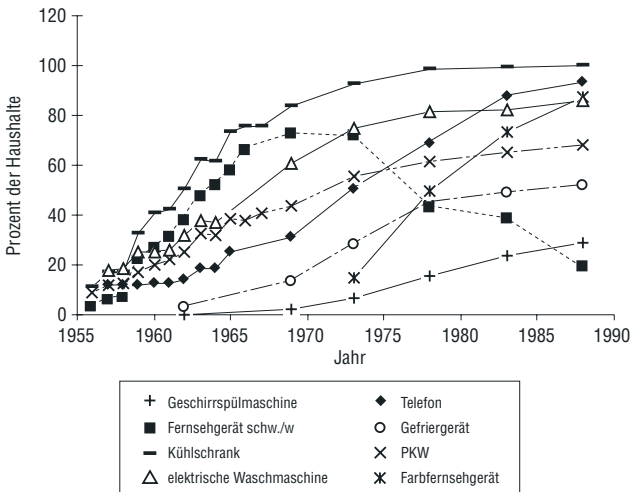 Prozent der Haushalte
120
100
80
60
40
20
0
1955 1960 1965 1970 1975 1980 1985 1990
Jahr
Geschirrspülmaschine
Telefon
Fernsehgerät schw./w
Gefriergerät
Kühlschrank
PKW
elektrische Waschmaschine
Farbfernsehgerät